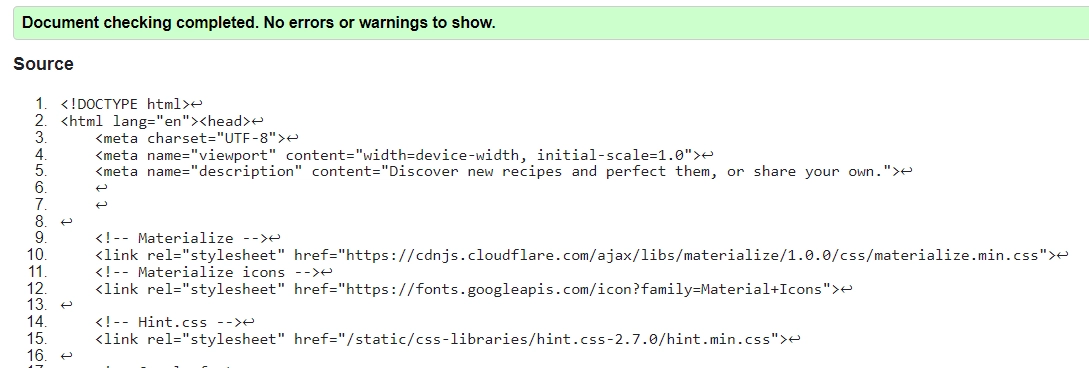 Document checking completed. No errors or warnings to show.
Source
1. <!DOCTYPE html>↩
2. <html lang="en"><head>↩
3. <meta charset="UTF-8">↩
4. <meta name="viewport" content="width=device-width, initial-scale=1.0">↩
5. <meta name="description" content="Discover new recipes and perfect them, or share your own.">↩
6. ↩
7. ↩
8. ↩
9. <!-- Materialize -->↩
10. <link rel="stylesheet" href="https://cdnjs.cloudflare.com/ajax/libs/materialize/1.0.0/css/materialize.min.css">↩
11. <!-- Materialize icons -->↩
12. <link rel="stylesheet" href="https://fonts.googleapis.com/icon?family=Material+Icons">↩
13. ↩
14. <!-- Hint.css -->↩
15. <link rel="stylesheet" href="/static/css-libraries/hint.css-2.7.0/hint.min.css">↩
16. ↩